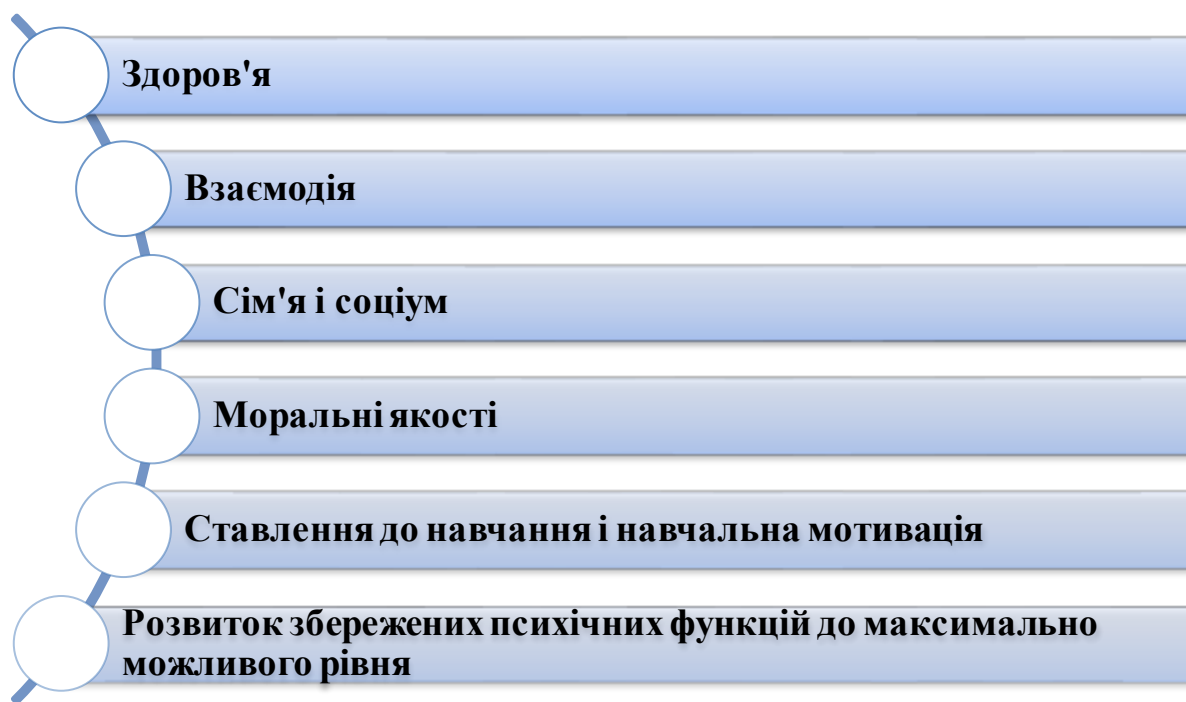 Здоров'я
Взаємодія
Сім'я і соціум
Моральні якості
Ставлення до навчання і навчальна мотивація
Розвиток збережених психічних функцій до максимально
можливого рівня